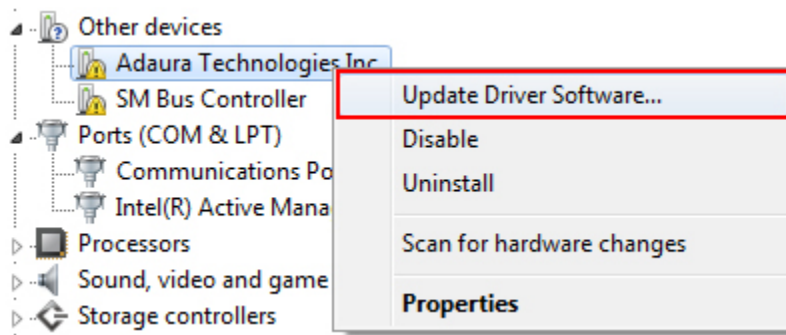 Other devices
Adaura Technologies Inc
SM Bus Controller
Ports (COM & LPT)
Communications Po
Intel(R) Active Mana
Processors
Sound, video and game
Storage controllers
Update Driver Software...
Disable
Uninstall
Scan for hardware changes
Properties